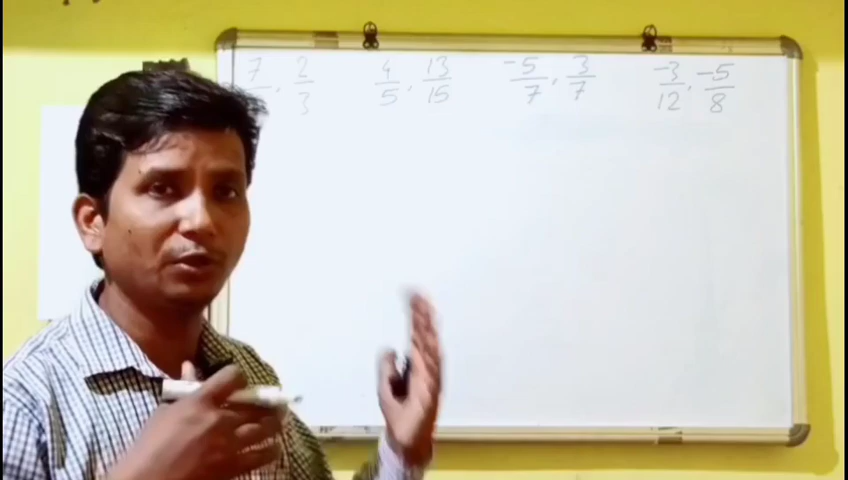 7/ , 2/3   4/5 , 13/15   -5/7 , 3/7   -3/12 , -5/8